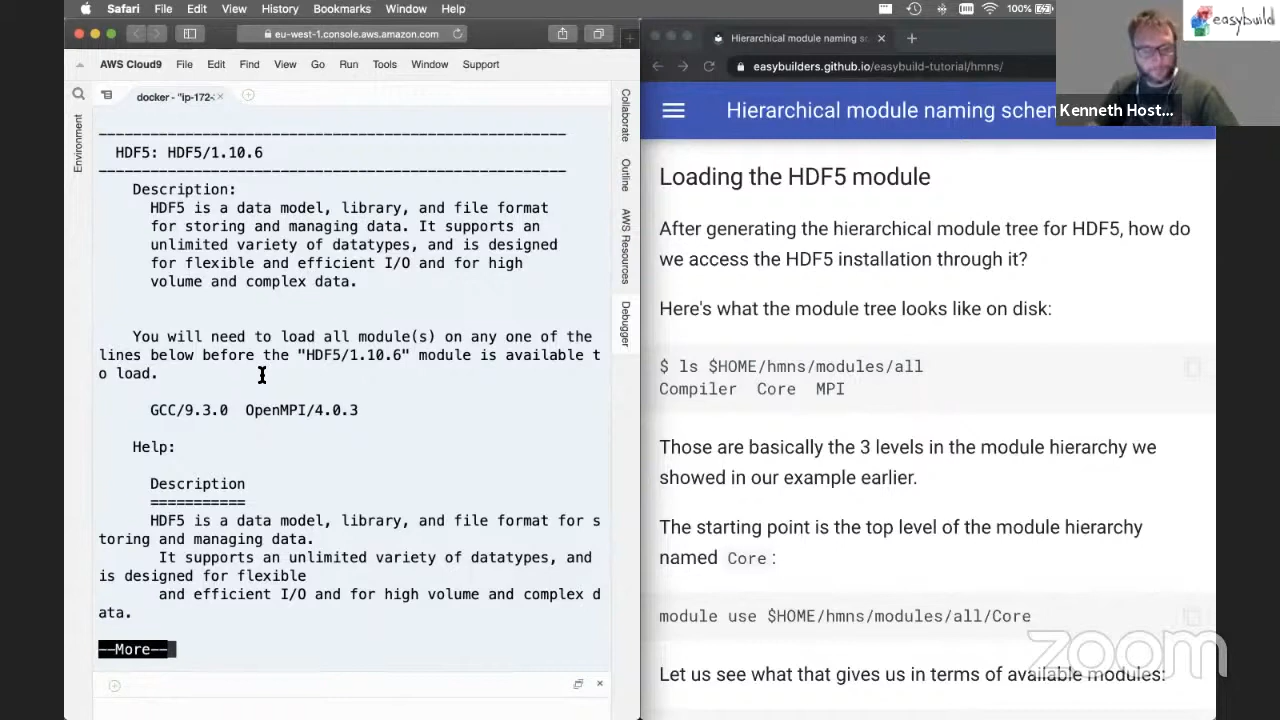 Safari File Edit View History Bookmarks Window Help
100%
eu-west-1.console.aws.amazon.com
AWS Cloud9 File Edit Find View Go Run Tools Window Support
docker - "ip-172-
Environment
Collaborate
Outline
AWS Resources
Debugger
HDF5: HDF5/1.10.6
Description:
HDF5 is a data model, library, and file format
for storing and managing data. It supports an
unlimited variety of datatypes, and is designed
for flexible and efficient I/O and for high
volume and complex data.
You will need to load all module(s) on any one of the
lines below before the "HDF5/1.10.6" module is available t
o load.
GCC/9.3.0 OpenMPI/4.0.3
Help:
Description
===========
HDF5 is a data model, library, and file format for s
toring and managing data.
It supports an unlimited variety of datatypes, and
is designed for flexible
and efficient I/O and for high volume and complex d
ata.
--More--
Hierarchical module naming sc
easybuilders.github.io/easybuild-tutorial/hmns/
Hierarchical module naming schem
easybuild
Kenneth Host...
Loading the HDF5 module
After generating the hierarchical module tree for HDF5, how do
we access the HDF5 installation through it?
Here's what the module tree looks like on disk:
$ ls $HOME/hmns/modules/all
Compiler Core MPI
Those are basically the 3 levels in the module hierarchy we
showed in our example earlier.
The starting point is the top level of the module hierarchy
named Core:
module use $HOME/hmns/modules/all/Core
Let us see what that gives us in terms of available modules:
zoom